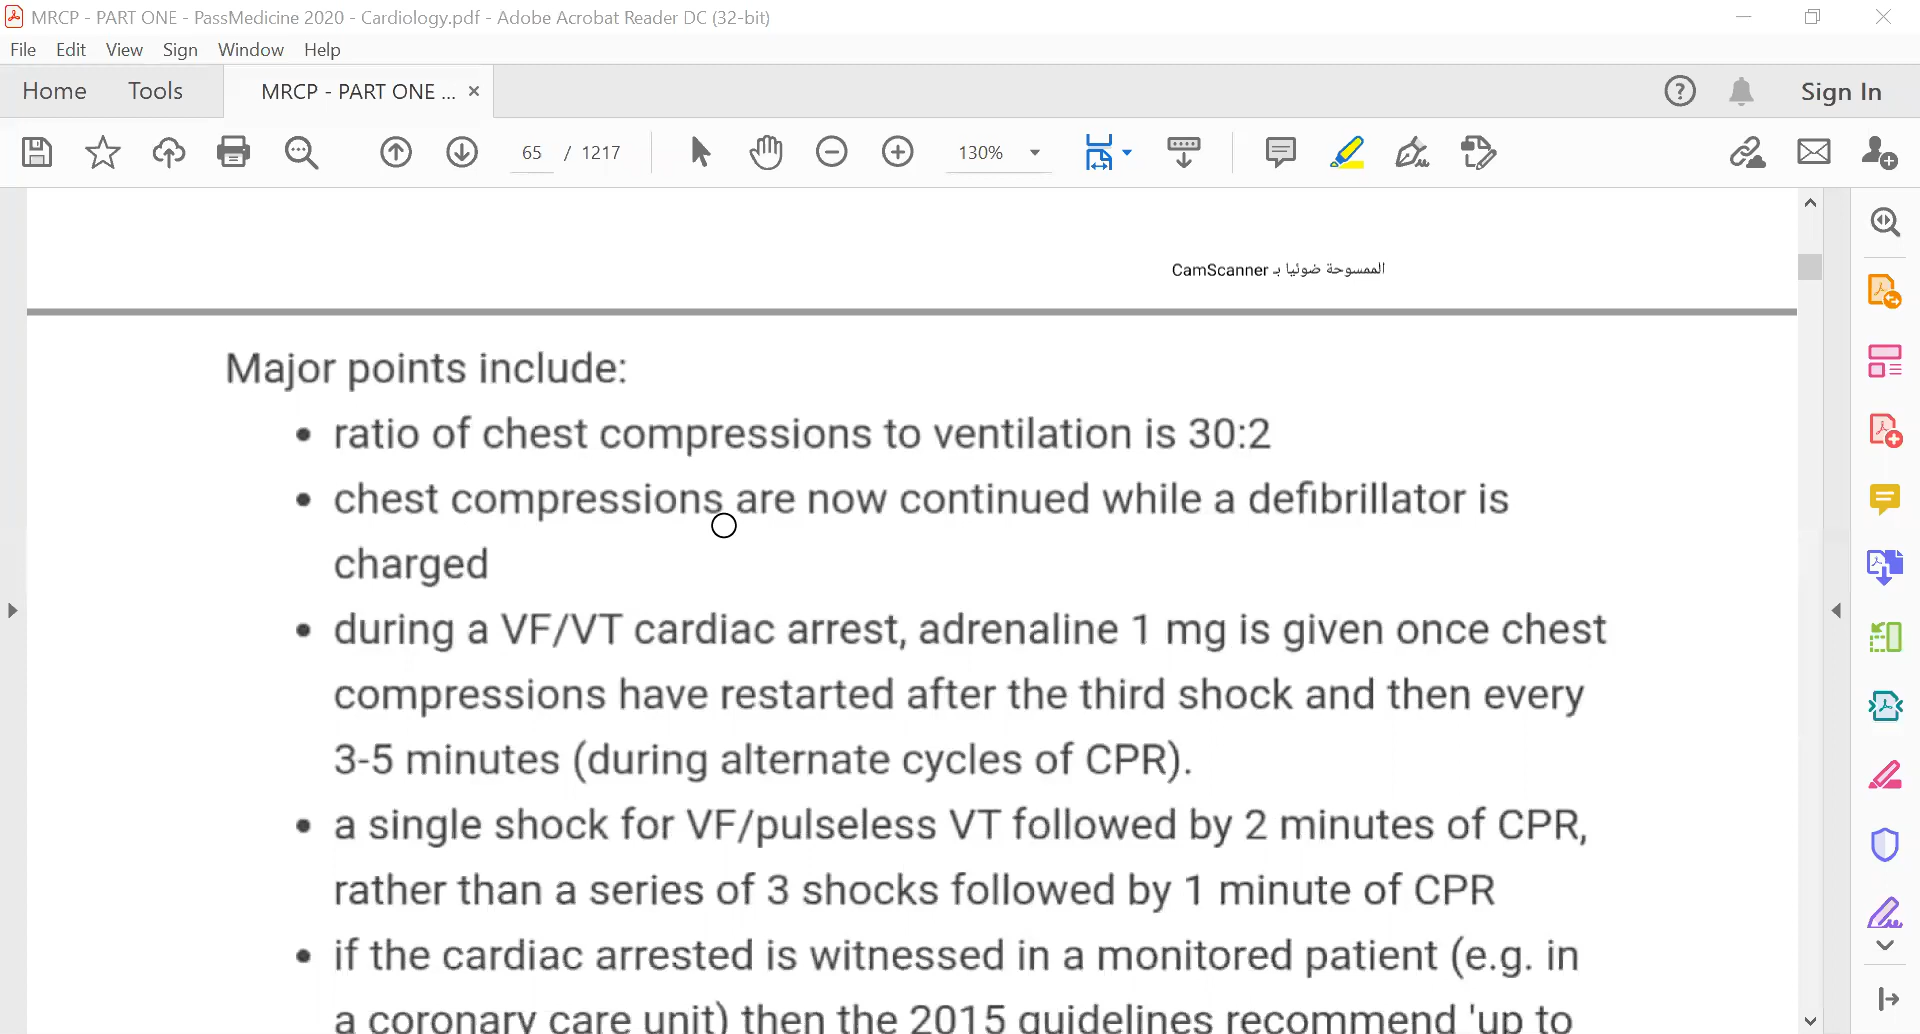 MRCP - PART ONE - PassMedicine 2020 - Cardiology.pdf - Adobe Acrobat Reader DC (32-bit)
File Edit View Sign Window Help
Home Tools MRCP - PART ONE ... × Sign In
65 / 1217 130%
الممسوحة ضوئيا بـ CamScanner
Major points include:
• ratio of chest compressions to ventilation is 30:2
• chest compressions are now continued while a defibrillator is
charged
• during a VF/VT cardiac arrest, adrenaline 1 mg is given once chest
compressions have restarted after the third shock and then every
3-5 minutes (during alternate cycles of CPR).
• a single shock for VF/pulseless VT followed by 2 minutes of CPR,
rather than a series of 3 shocks followed by 1 minute of CPR
• if the cardiac arrested is witnessed in a monitored patient (e.g. in
a coronary care unit) then the 2015 guidelines recommend 'up to